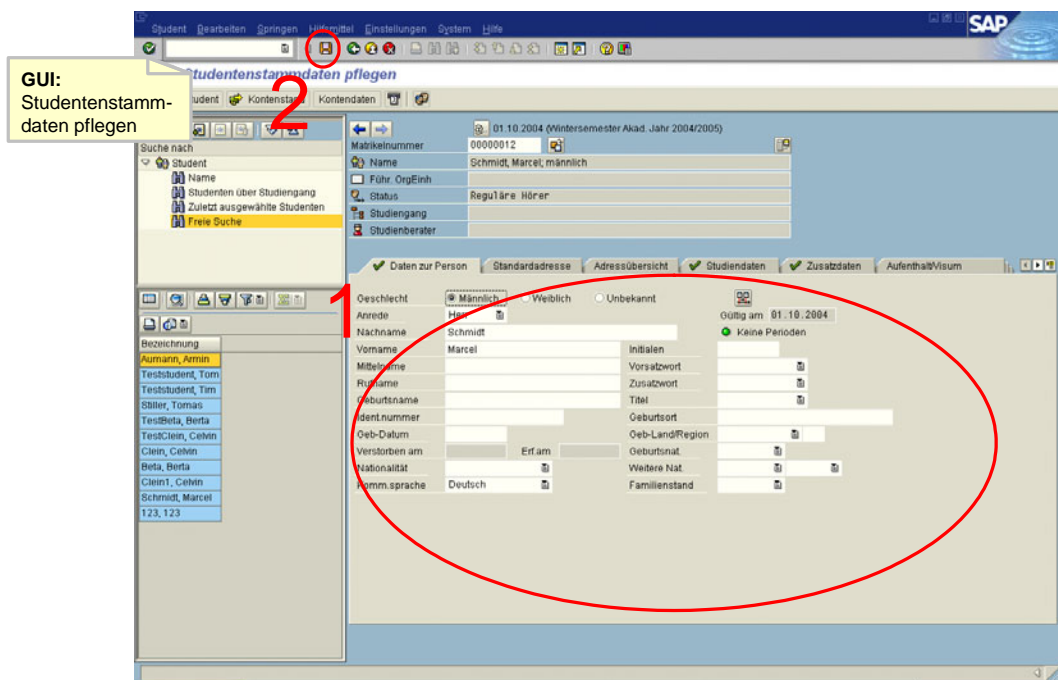 Student Bearbeiten Springen Hilfsmittel Einstellungen System Hilfe
SAP
GUI:
Studentenstamm-
daten pflegen
Studentenstammdaten pflegen
2
udent Kontenstand Kontendaten
Suche nach
Student
Name
Studenten über Studiengang
Zuletzt ausgewählte Studenten
Freie Suche
01.10.2004 (Wintersemester Akad. Jahr 2004/2005)
Matrikelnummer 00000012
Name Schmidt, Marcel; männlich
Führ. OrgEinh
Status Reguläre Hörer
Studiengang
Studienberater
Daten zur Person Standardadresse Adressübersicht Studiendaten Zusatzdaten Aufenthalt/Visum
1
Geschlecht Männlich Weiblich Unbekannt
Anrede Herr Gültig am 01.10.2004
Nachname Schmidt Keine Perioden
Vorname Marcel Initialen
Mittelname Vorsatzwort
Rufname Zusatzwort
Geburtsname Titel
Ident.nummer Geburtsort
Geb-Datum Geb-Land/Region
Verstorben am Erf.am Geburtsnat.
Nationalität Weitere Nat.
Komm.sprache Deutsch Familienstand
Bezeichnung
Aumann, Armin
Teststudent, Tom
Teststudent, Tim
Stiller, Tomas
TestBeta, Berta
TestClein, Celvin
Clein, Celvin
Beta, Berta
Clein1, Celvin
Schmidt, Marcel
123, 123